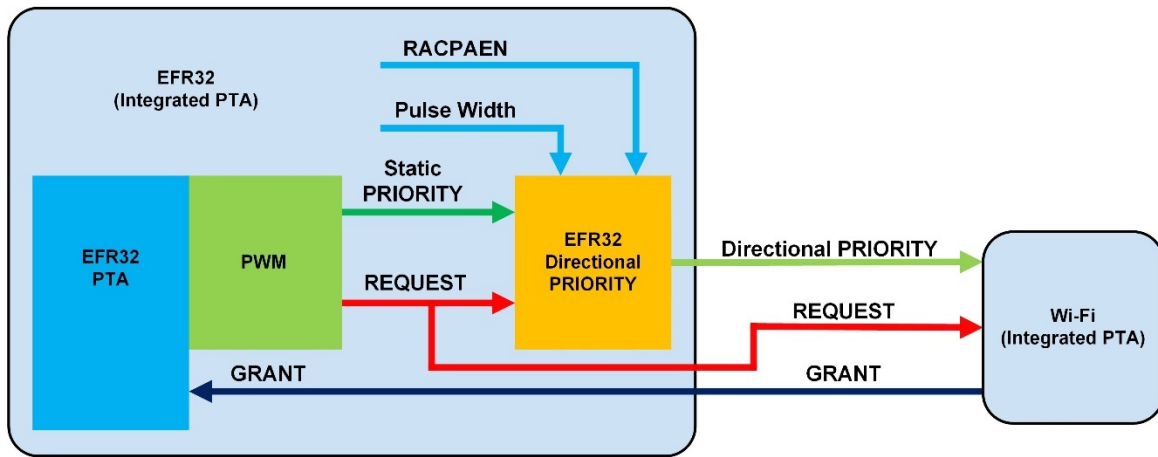 EFR32
(Integrated PTA)
RACPAEN
Pulse Width
Static
PRIORITY
EFR32
PTA
PWM
REQUEST
EFR32
Directional
PRIORITY
Directional PRIORITY
REQUEST
Wi-Fi
(Integrated PTA)
GRANT
GRANT